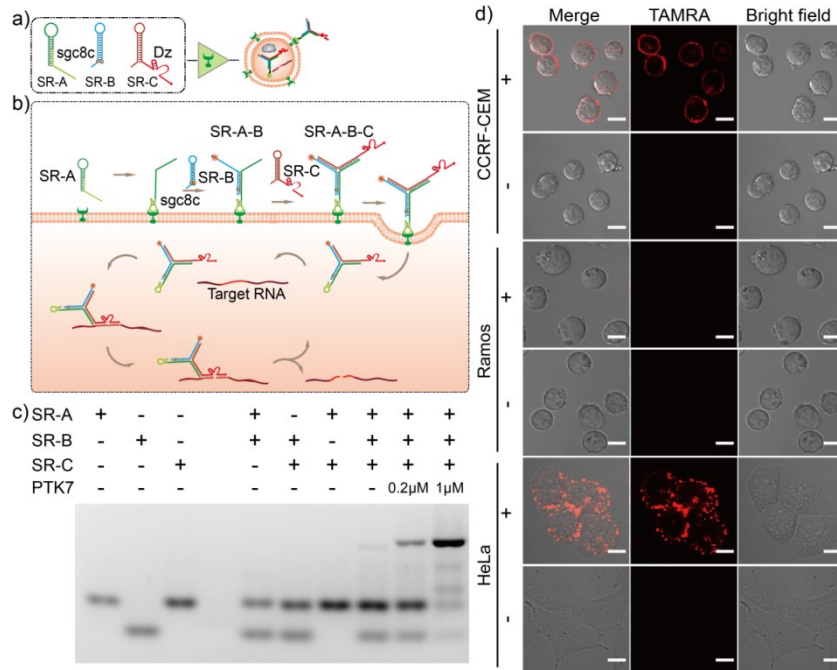 a)
sgc8c
Dz
SR-A
SR-B
SR-C
b)
SR-A
sgc8c
SR-B
SR-A-B
SR-C
SR-A-B-C
Target RNA
c)
SR-A + - - + - + + + +
SR-B - + - + + - + + +
SR-C - - + - + + + + +
PTK7 - - - - - - - 0.2μM 1μM
d)
Merge TAMRA Bright field
CCRF-CEM
+
-
Ramos
+
-
HeLa
+
-